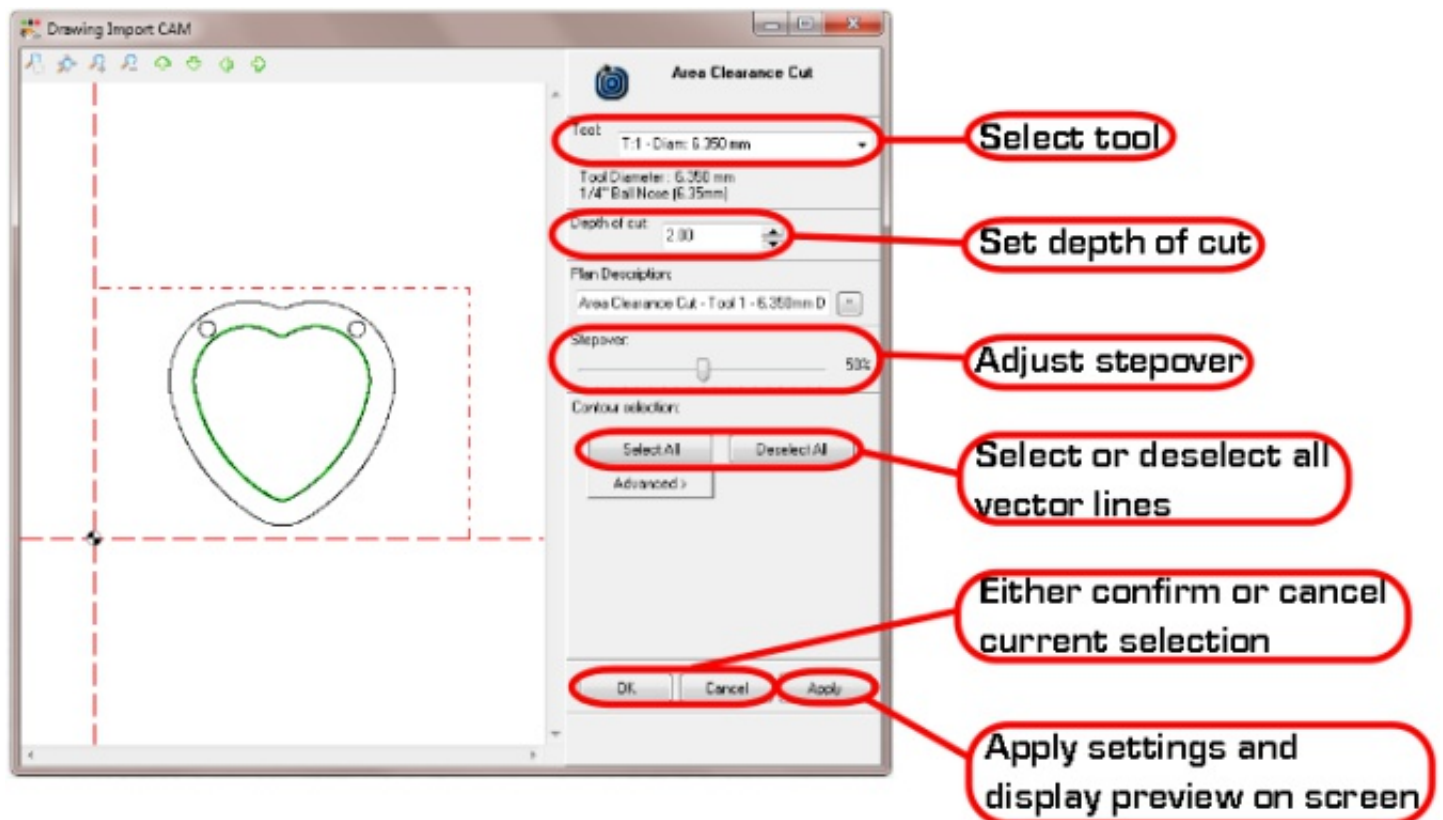 Drawing Import CAM
Area Clearance Cut
Tool:
T:1 - Diam: 6.350 mm
Select tool
Tool Diameter : 6.350 mm
1/4" Ball Nose (6.35mm)
Depth of cut:
2.00
Set depth of cut
Plan Description:
Area Clearance Cut - Tool 1 - 6.350mm D
Stepover:
50%
Adjust stepover
Contour selection:
Select All
Deselect All
Select or deselect all
vector lines
Advanced >
Either confirm or cancel
current selection
OK
Cancel
Apply
Apply settings and
display preview on screen